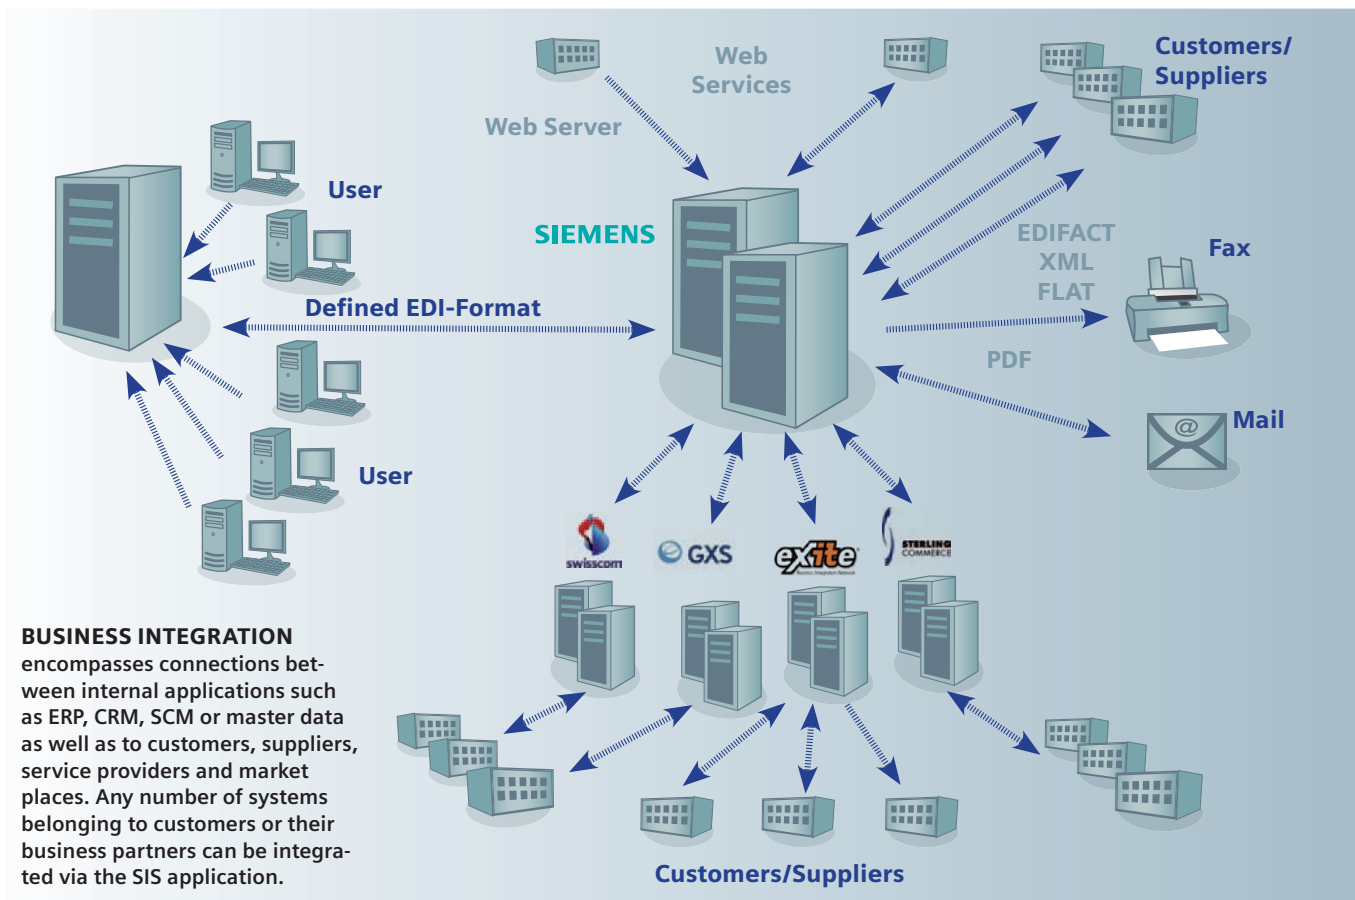 Web
Services
Customers/
Suppliers
Web Server
User
SIEMENS
EDIFACT
XML
FLAT
Fax
Defined EDI-Format
PDF
Mail
@
User
swisscom
GXS
exite
Business Integration Network
STERLING
COMMERCE
BUSINESS INTEGRATION
encompasses connections bet-
ween internal applications such
as ERP, CRM, SCM or master data
as well as to customers, suppliers,
service providers and market
places. Any number of systems
belonging to customers or their
business partners can be integra-
ted via the SIS application.
Customers/Suppliers